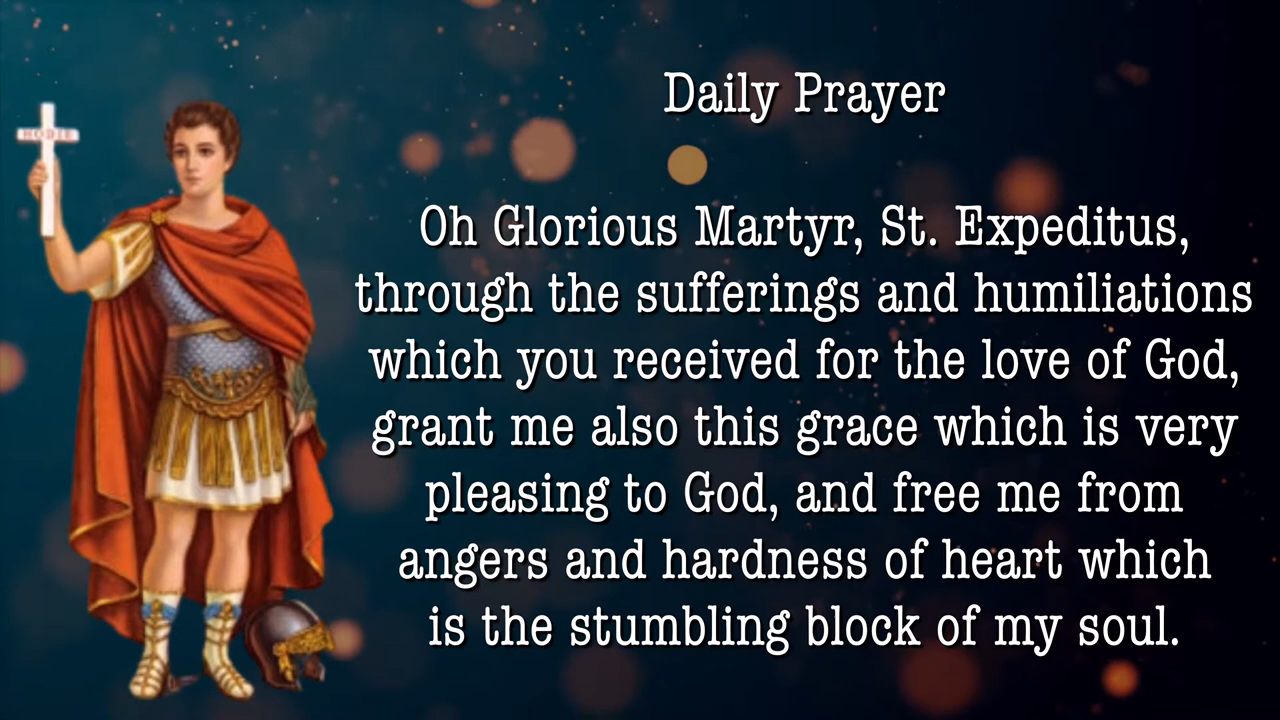 HODIE
Daily Prayer
Oh Glorious Martyr, St. Expeditus,
through the sufferings and humiliations
which you received for the love of God,
grant me also this grace which is very
pleasing to God, and free me from
angers and hardness of heart which
is the stumbling block of my soul.